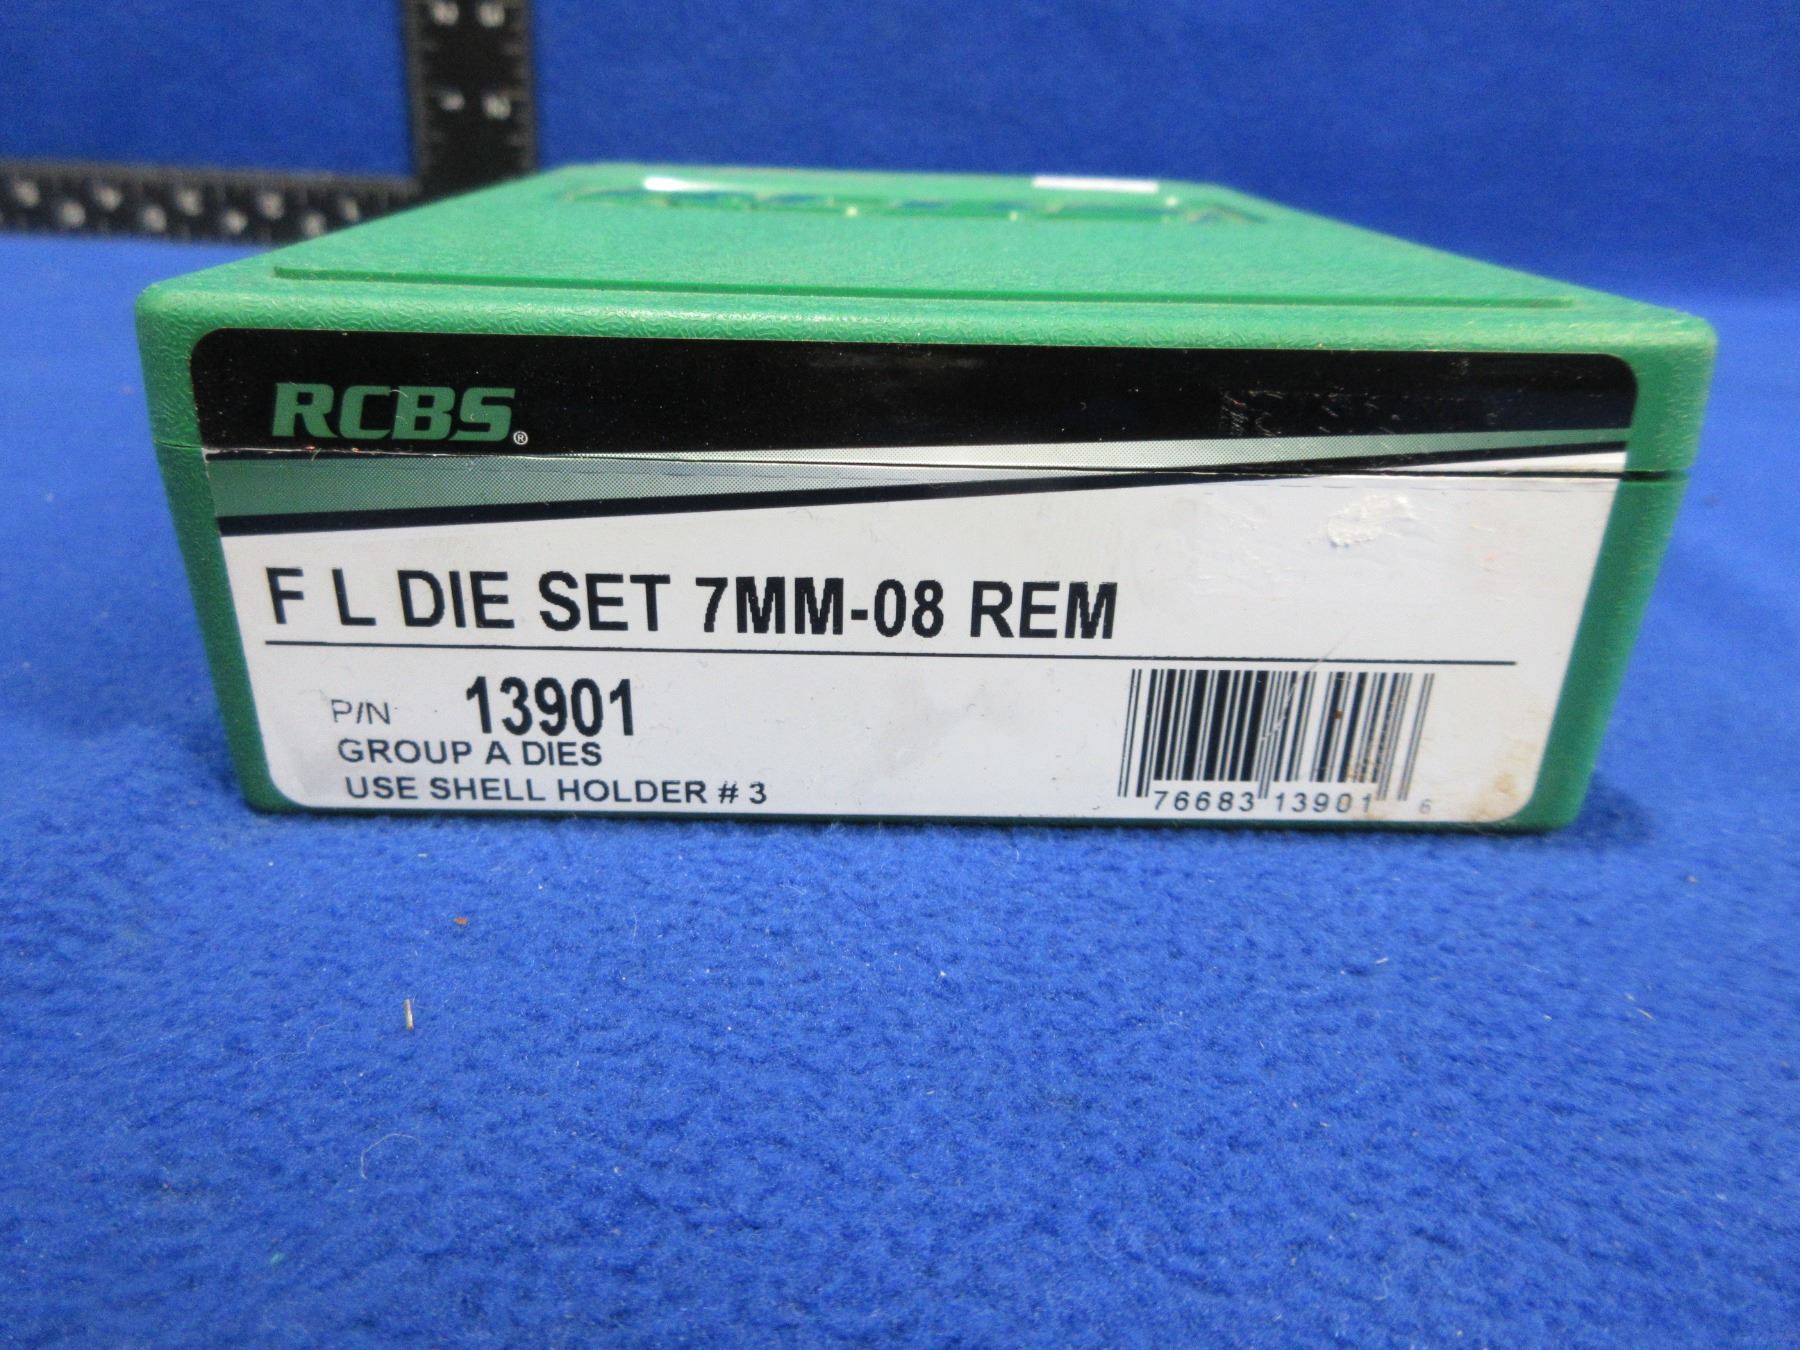 RCBS®
F L DIE SET 7MM-08 REM
P/N 13901
GROUP A DIES
USE SHELL HOLDER # 3
76683 13901 6